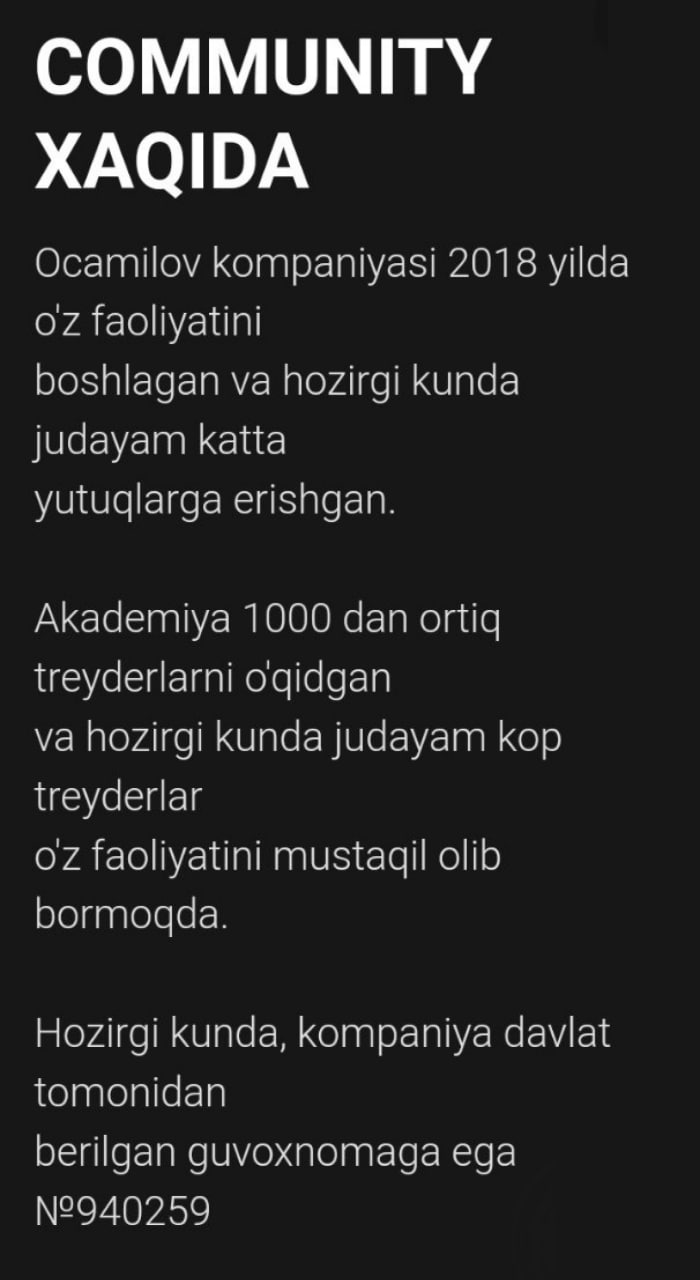 COMMUNITY
XAQIDA
Ocamilov kompaniyasi 2018 yilda
o'z faoliyatini
boshlagan va hozirgi kunda
judayam katta
yutuqlarga erishgan.
Akademiya 1000 dan ortiq
treyderlarni o'qidgan
va hozirgi kunda judayam kop
treyderlar
o'z faoliyatini mustaqil olib
bormoqda.
Hozirgi kunda, kompaniya davlat
tomonidan
berilgan guvoxnomaga ega
№940259